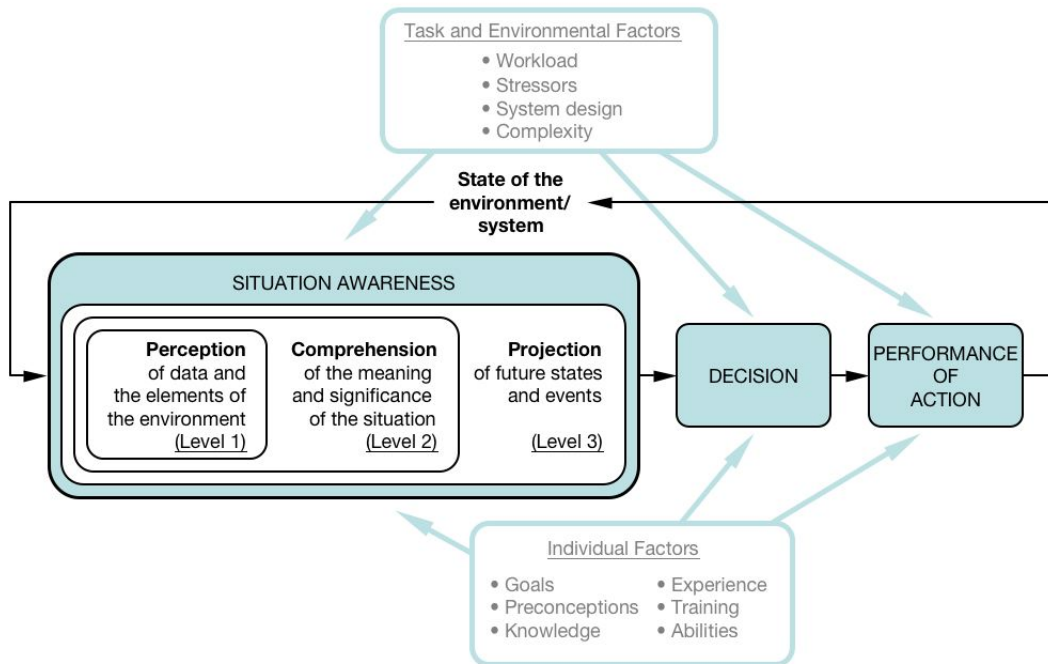 Task and Environmental Factors
• Workload
• Stressors
• System design
• Complexity
State of the
environment/
system
SITUATION AWARENESS
Perception
of data and
the elements of
the environment
(Level 1)
Comprehension
of the meaning
and significance
of the situation
(Level 2)
Projection
of future states
and events
(Level 3)
DECISION
PERFORMANCE
OF
ACTION
Individual Factors
• Goals
• Preconceptions
• Knowledge
• Experience
• Training
• Abilities